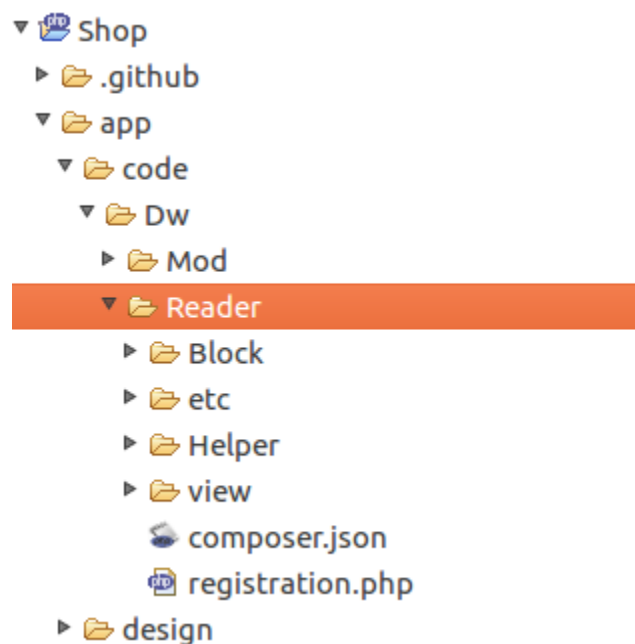 Shop
.github
app
code
Dw
Mod
Reader
Block
etc
Helper
view
composer.json
registration.php
design